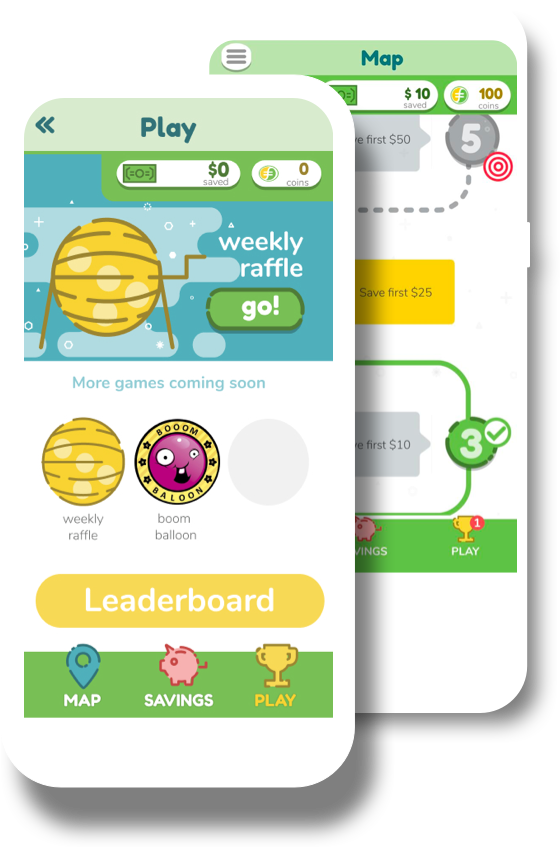 Map
$ 10
saved
100
coins
ve first $50
5
Save first $25
ve first $10
3
1
VINGS
PLAY
Play
$0
saved
0
coins
weekly
raffle
go!
More games coming soon
BOOOM
BALOON
weekly
raffle
boom
balloon
Leaderboard
MAP
SAVINGS
PLAY